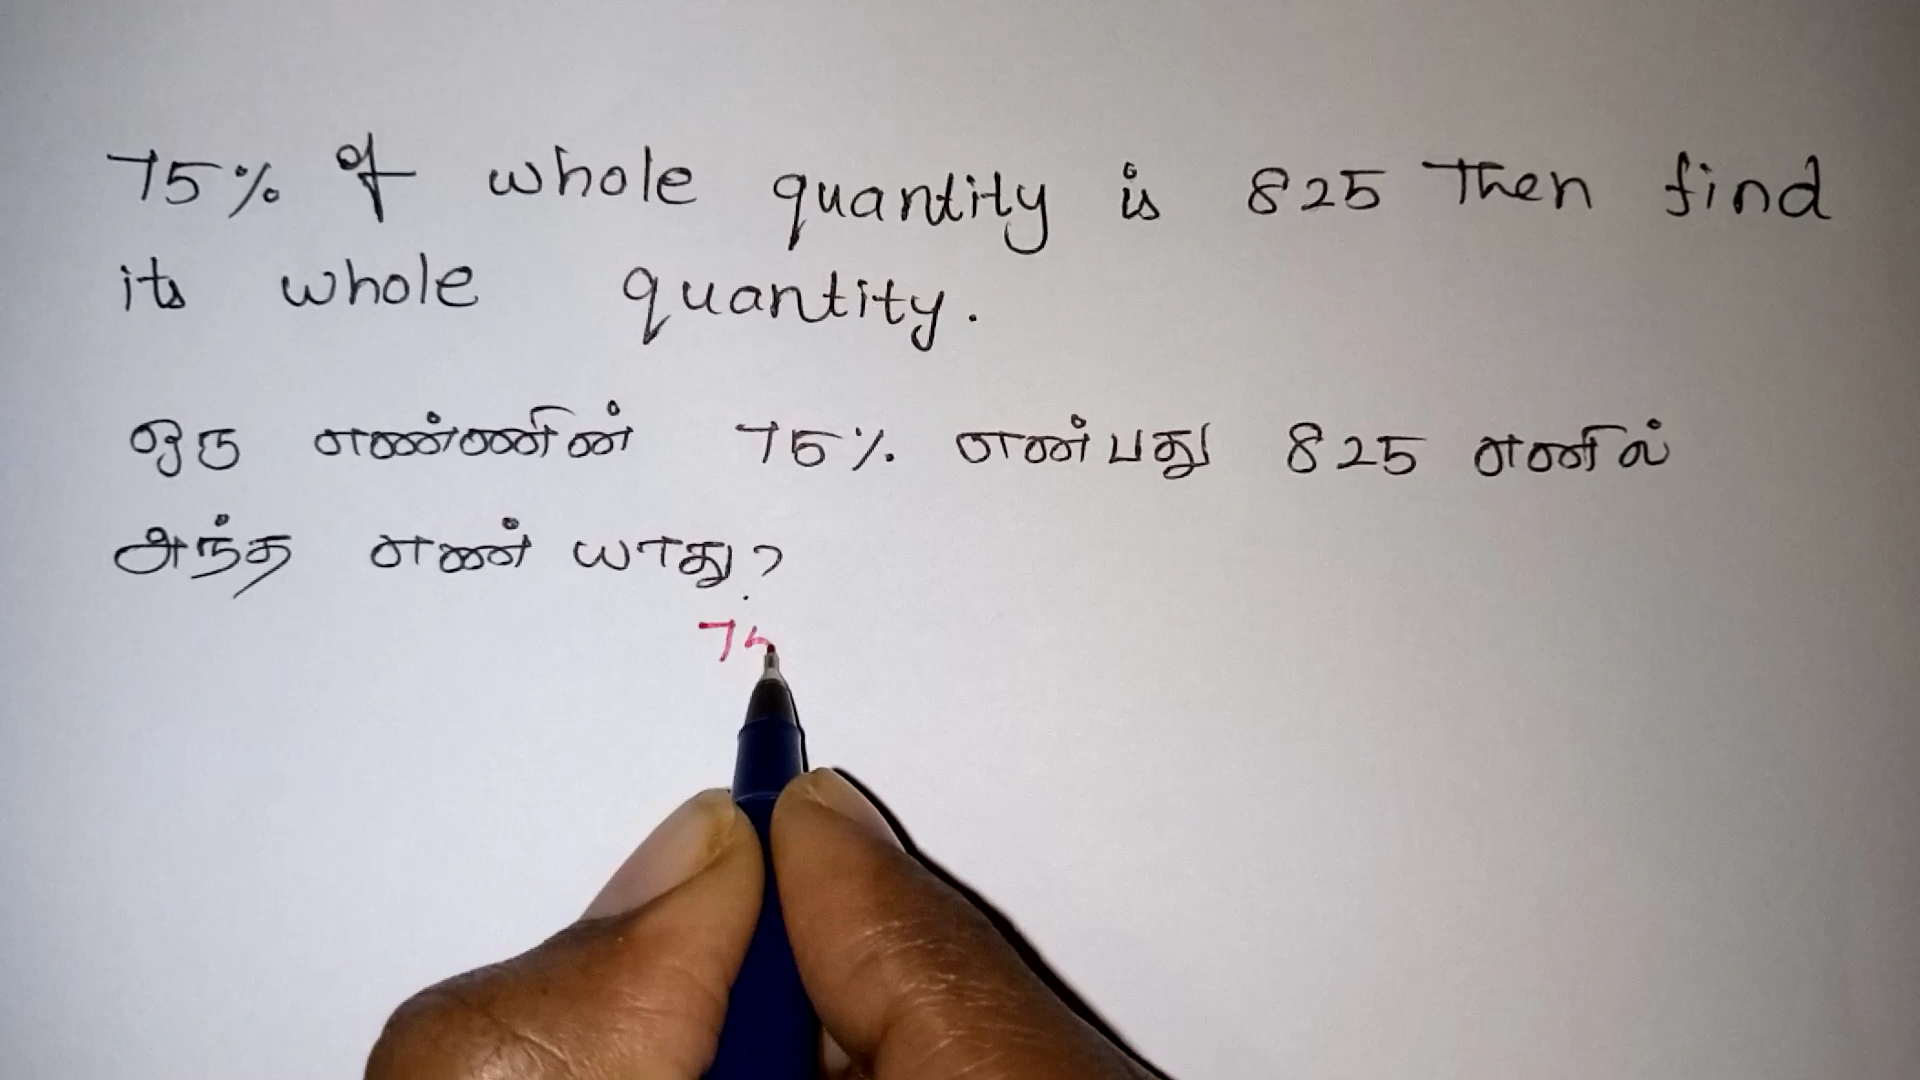 75% of whole quantity is 825 Then find
its whole quantity.
ஒரு எண்ணின் 75% என்பது 825 எனில்
அந்த எண் யாது?
75